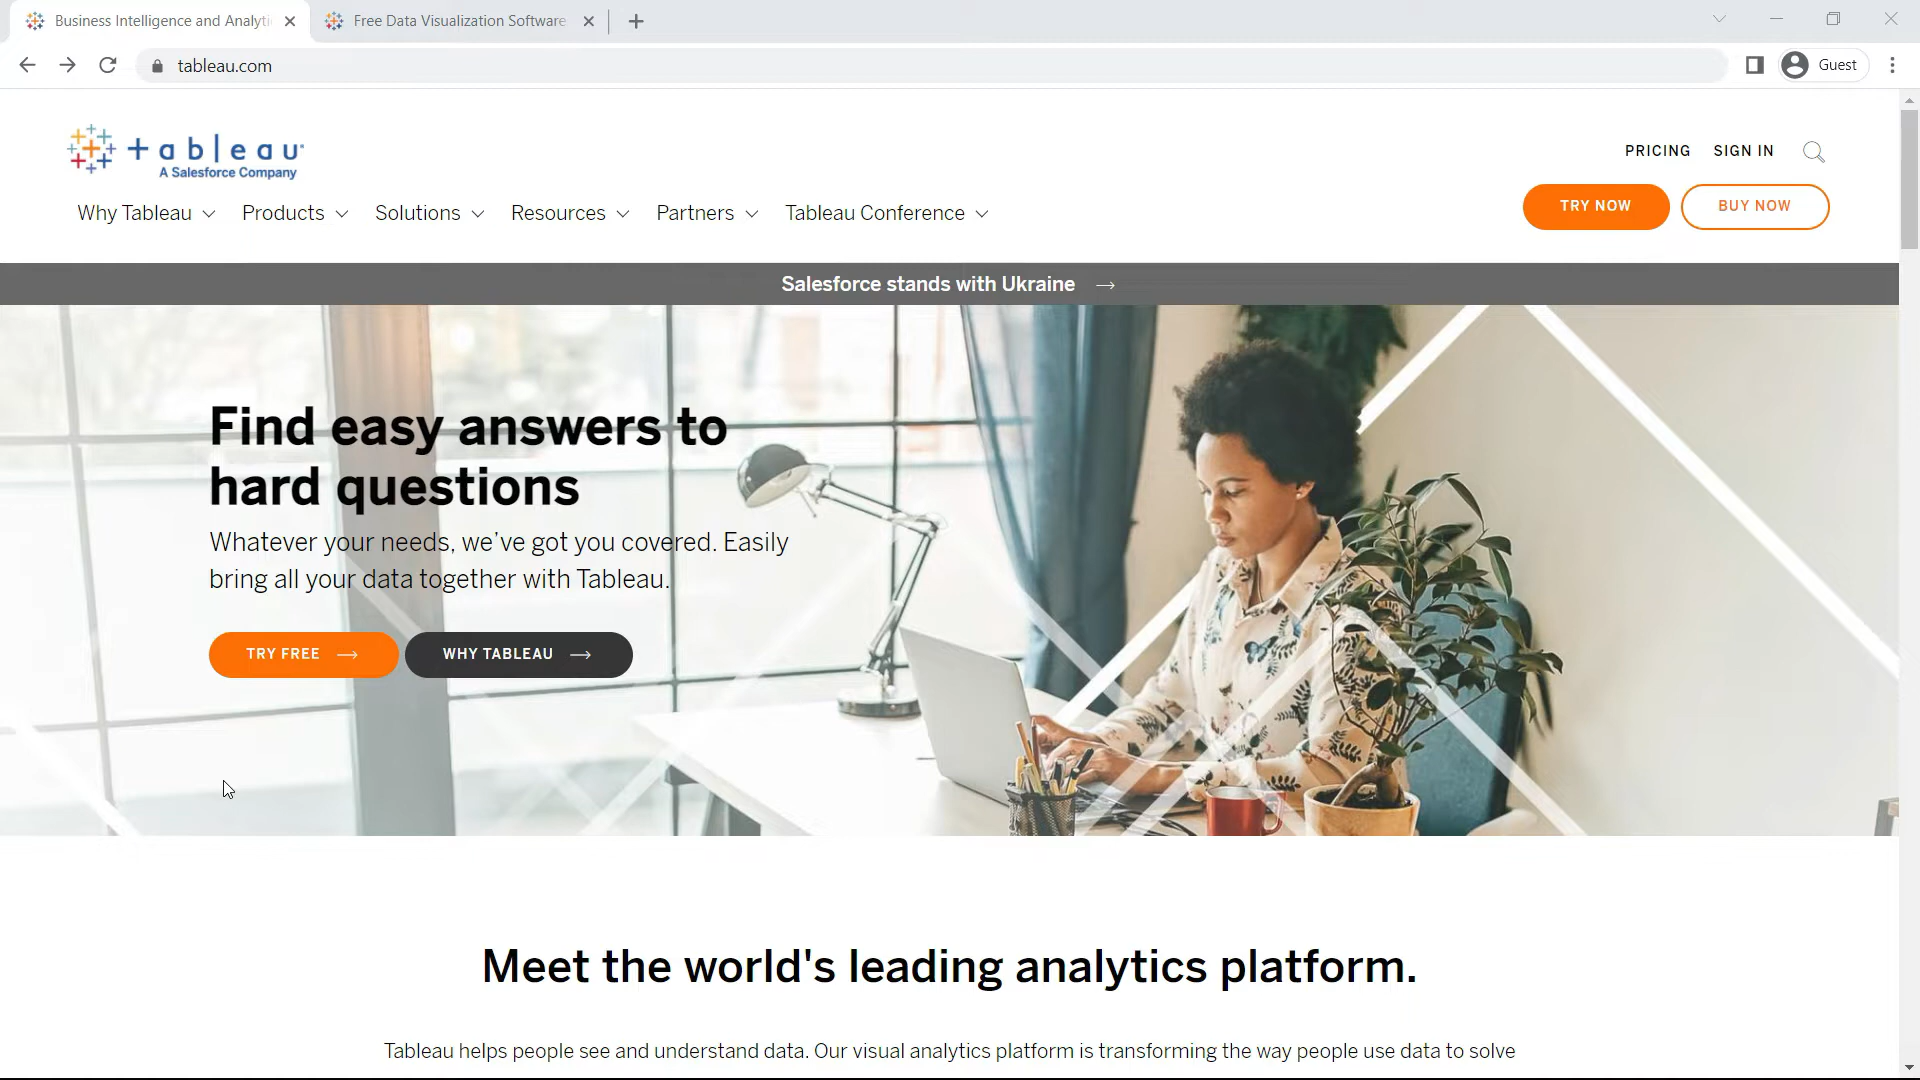 Business Intelligence and Analyti
Free Data Visualization Software
tableau.com
Guest
+ableau
A Salesforce Company
PRICING
SIGN IN
Why Tableau
Products
Solutions
Resources
Partners
Tableau Conference
TRY NOW
BUY NOW
Salesforce stands with Ukraine →
Find easy answers to
hard questions
Whatever your needs, we’ve got you covered. Easily
bring all your data together with Tableau.
TRY FREE →
WHY TABLEAU →
Meet the world's leading analytics platform.
Tableau helps people see and understand data. Our visual analytics platform is transforming the way people use data to solve